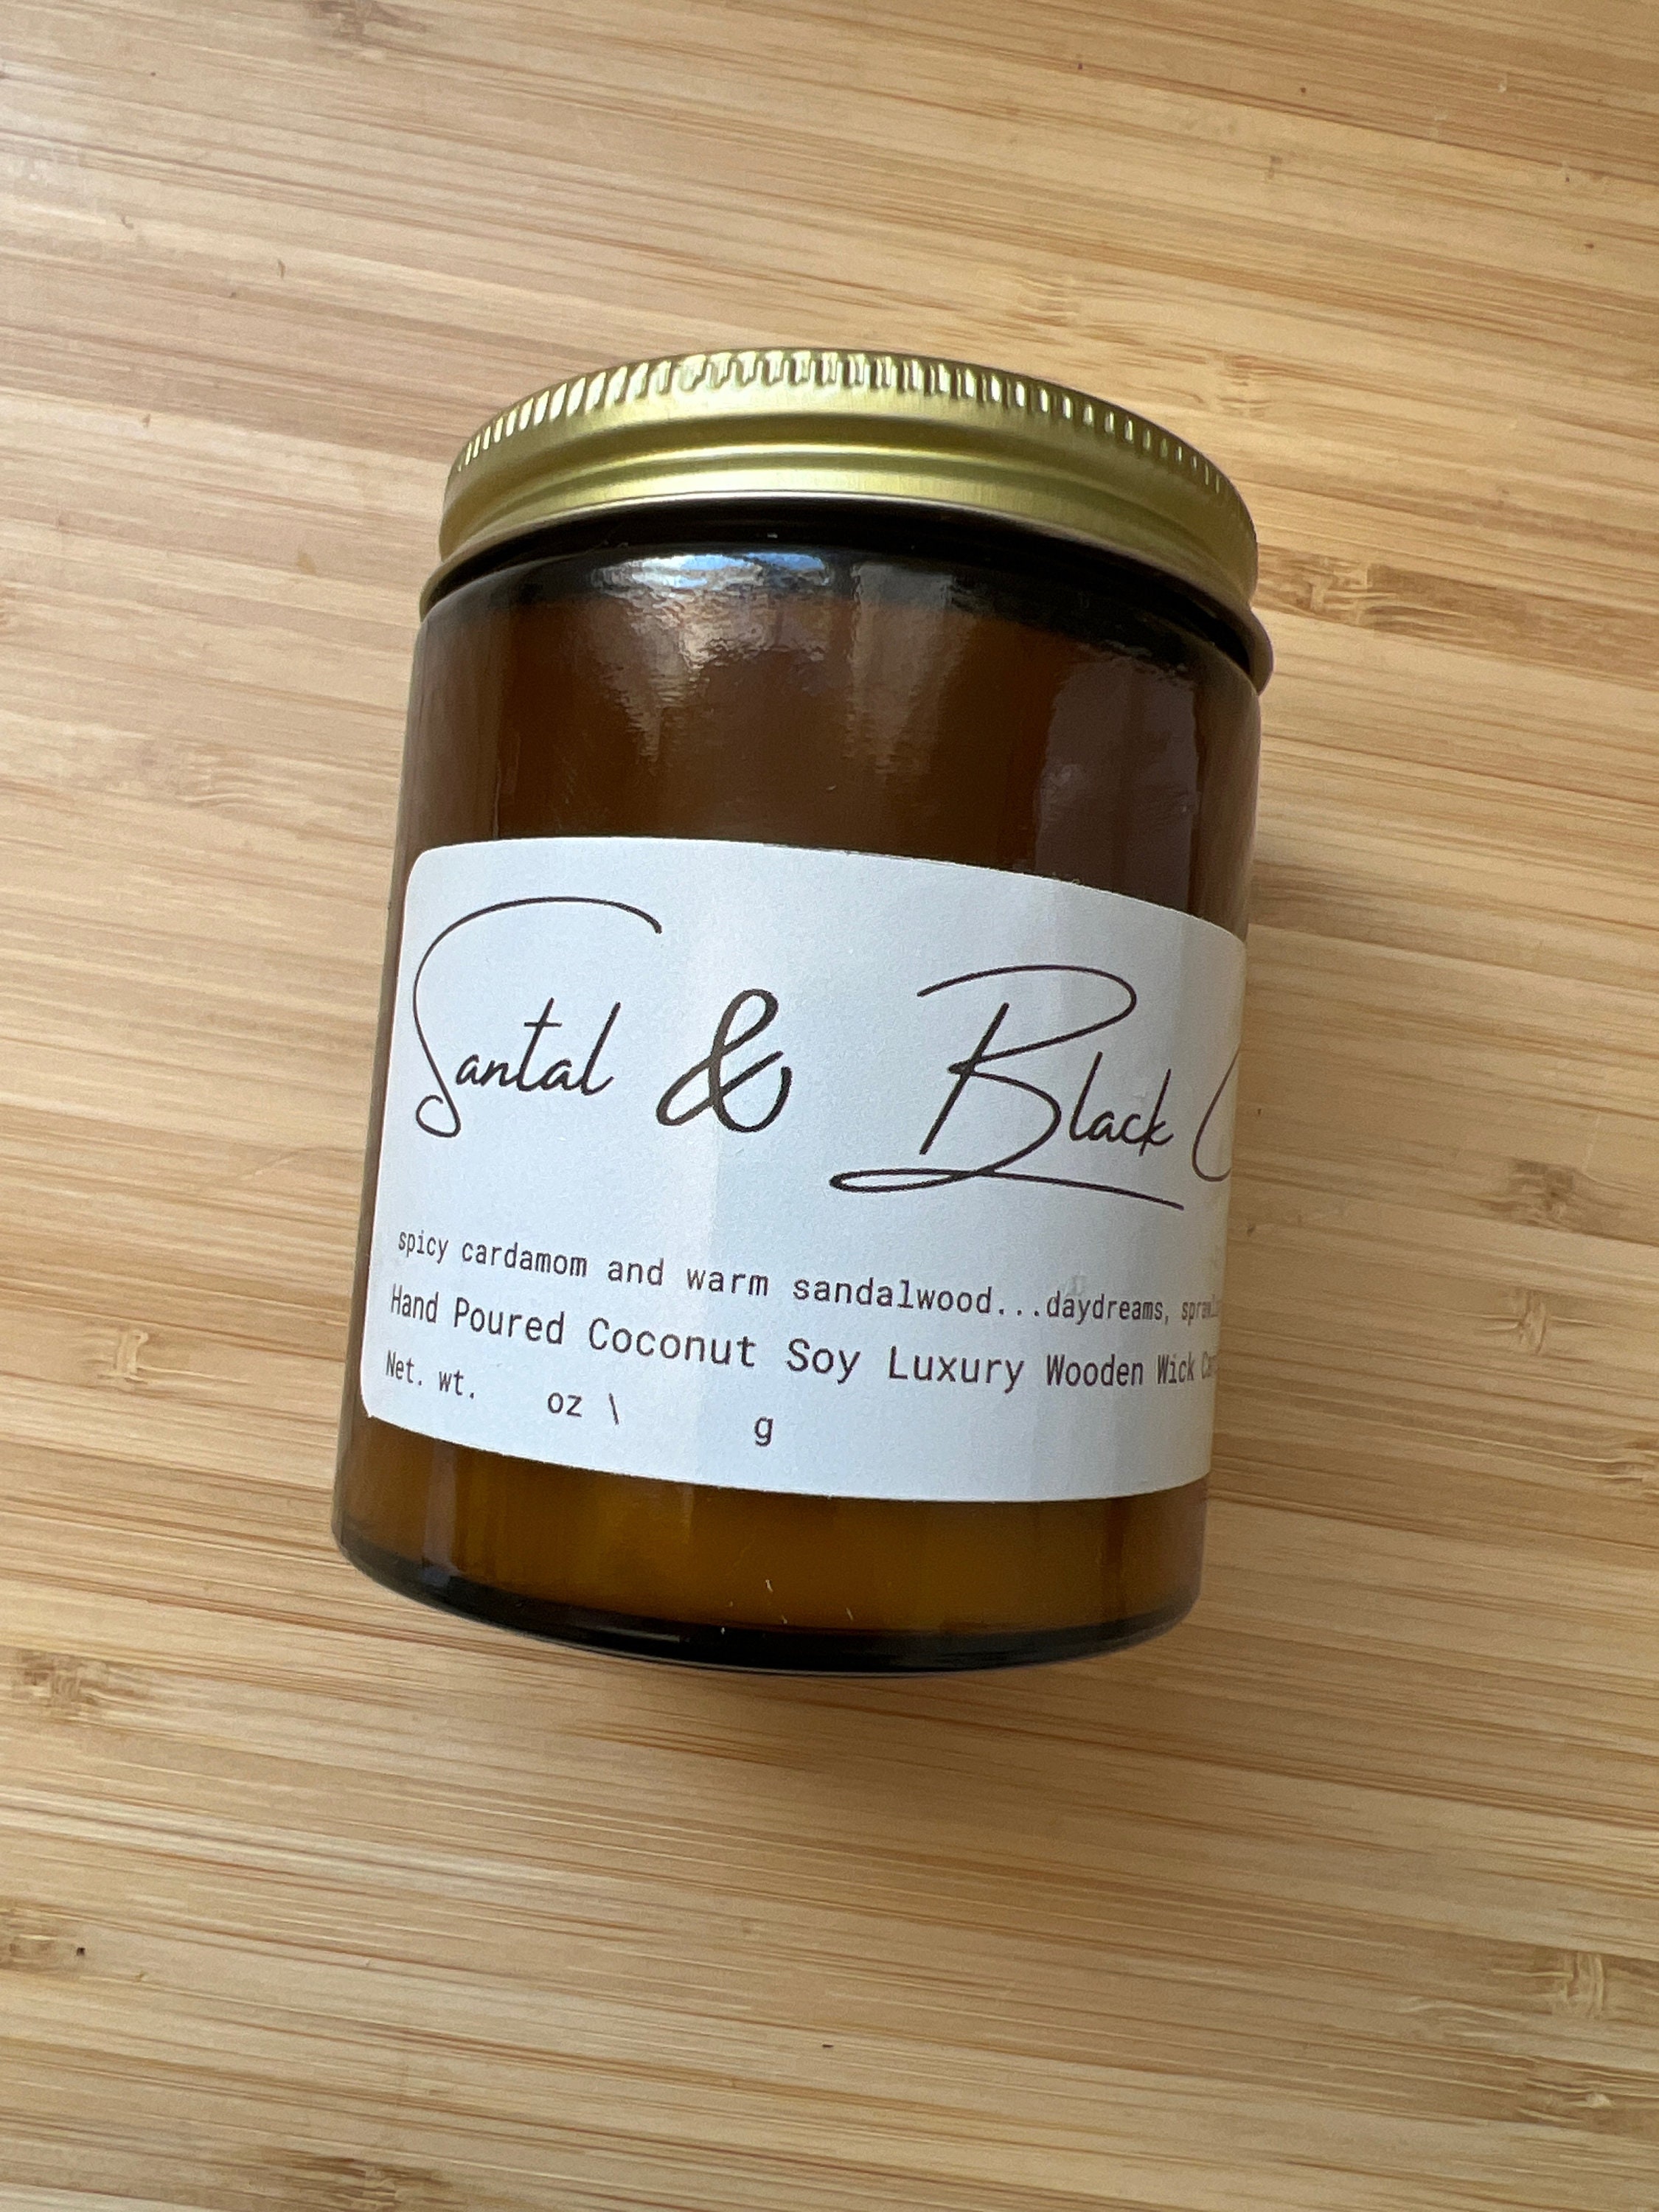 Santal & Black
spicy cardamom and warm sandalwood...daydreams,
Hand Poured Coconut Soy Luxury Wooden Wick
Net. wt. oz \ g